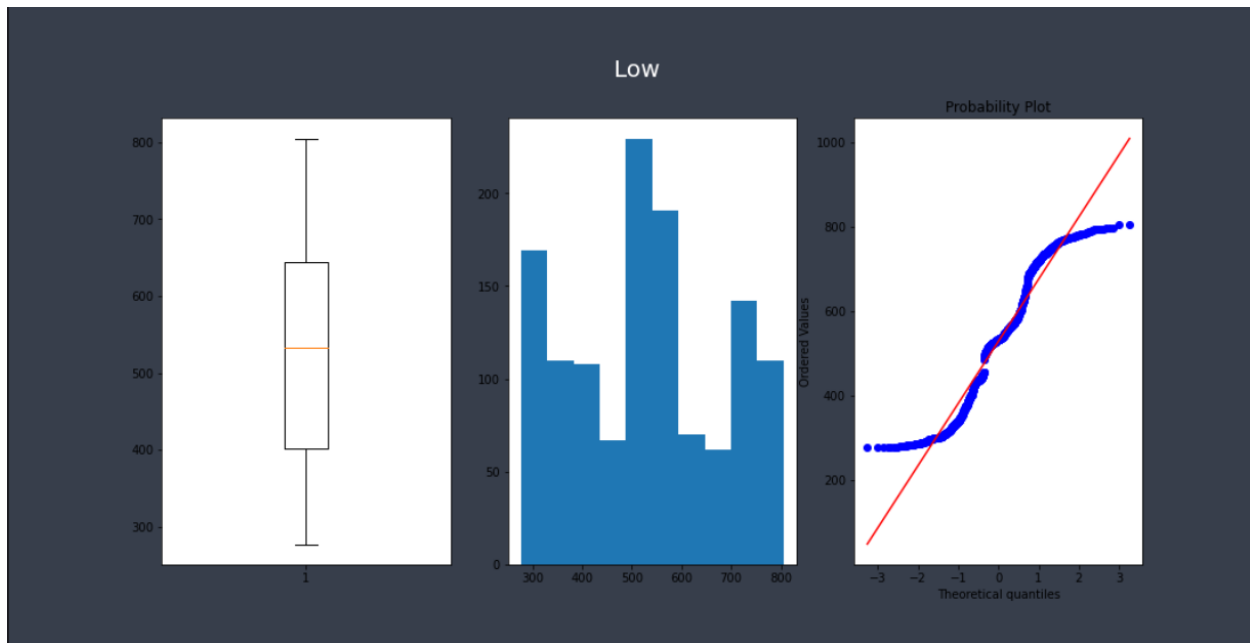 Low
800
700
600
500
400
300
1
200
150
100
50
0
300 400 500 600 700 800
Probability Plot
Ordered Values
1000
800
600
400
200
−3 −2 −1 0 1 2 3
Theoretical quantiles